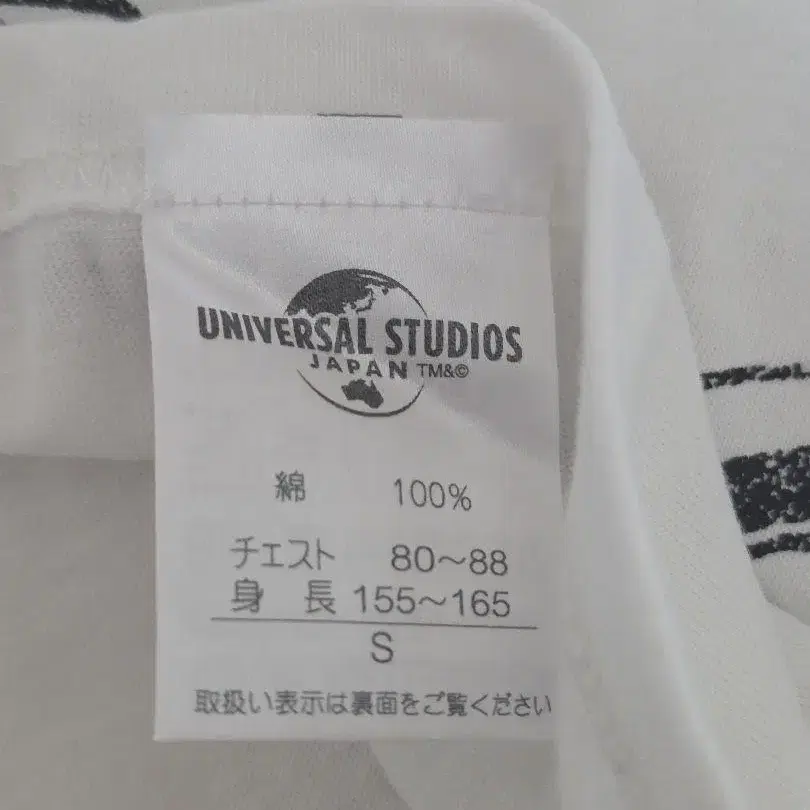 UNIVERSAL STUDIOS
JAPAN TM&©
綿 100%
チェスト 80～88
身 長 155～165
S
取扱い表示は裏面をご覧ください